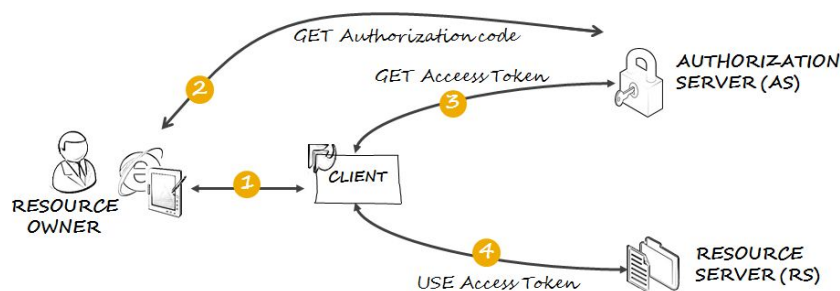 GET Authorization code
2
AUTHORIZATION
SERVER (AS)
GET Acceess Token
3
1
CLIENT
RESOURCE
OWNER
4
RESOURCE
SERVER (RS)
USE Access Token